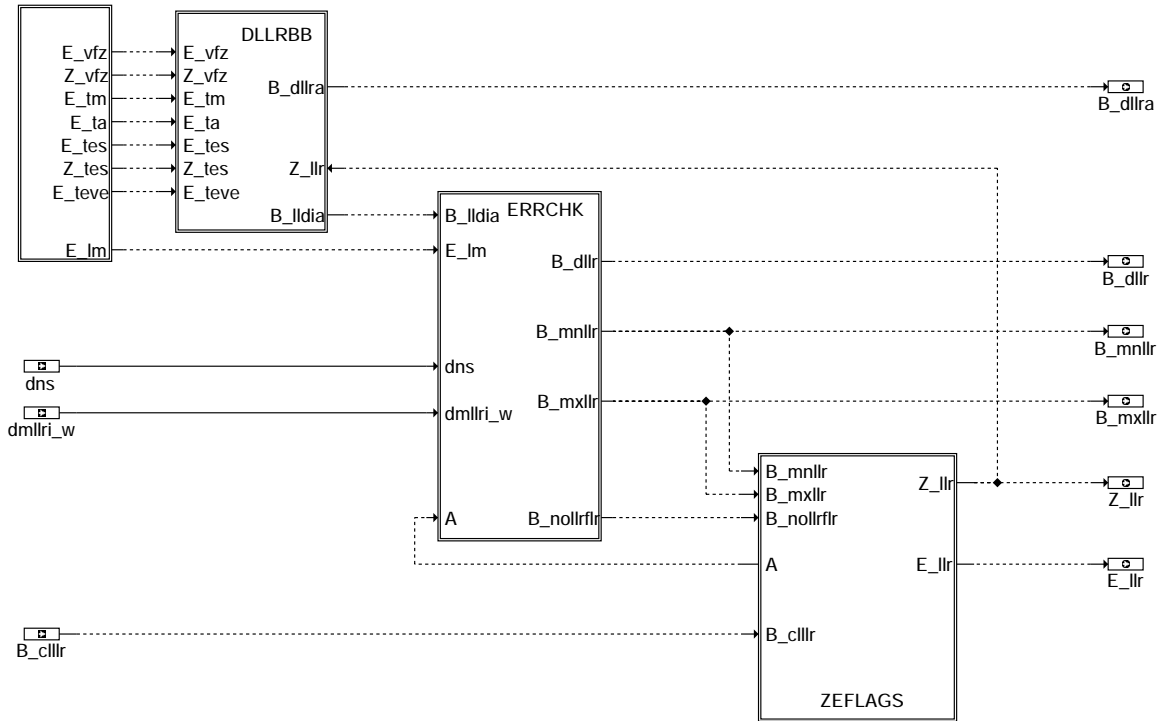 DLLRBB
E_vfz
E_vfz
Z_vfz
Z_vfz
B_dllra
E_tm
E_tm
B_dllra
E_ta
E_ta
E_tes
E_tes
Z_tes
Z_tes
Z_llr
E_teve
E_teve
B_lldia
B_lldia
ERRCHK
E_lm
E_lm
B_dllr
B_dllr
B_mnllr
B_mnllr
dns
dns
B_mxllr
dmllri_w
dmllri_w
B_mxllr
B_mnllr
Z_llr
B_mxllr
Z_llr
A
B_nollrflr
B_nollrflr
A
E_llr
E_llr
B_clllr
B_clllr
ZEFLAGS